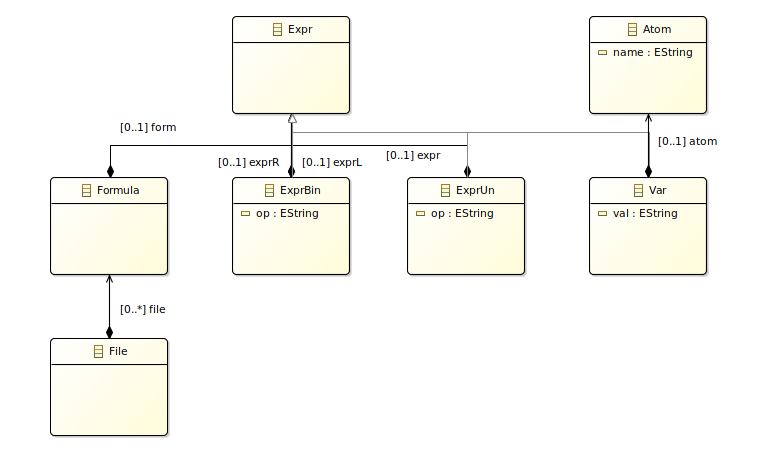 Expr
Atom
name : EString
[0..1] form
[0..1] exprR
[0..1] exprL
[0..1] expr
[0..1] atom
Formula
ExprBin
op : EString
ExprUn
op : EString
Var
val : EString
[0..*] file
File